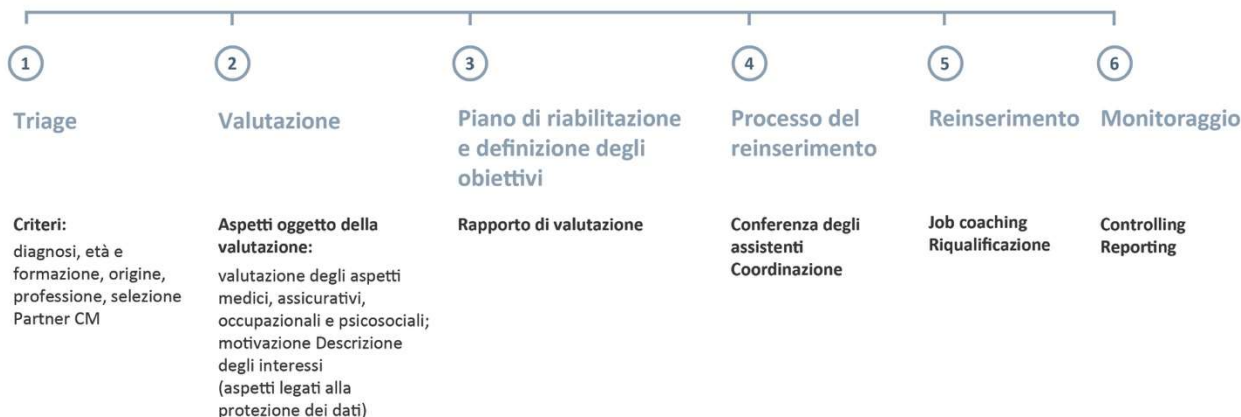 1
Triage
Criteri:
diagnosi, età e
formazione, origine,
professione, selezione
Partner CM
2
Valutazione
Aspetti oggetto della
valutazione:
valutazione degli aspetti
medici, assicurativi,
occupazionali e psicosociali;
motivazione Descrizione
degli interessi
(aspetti legati alla
protezione dei dati)
3
Piano di riabilitazione
e definizione degli
obiettivi
Rapporto di valutazione
4
Processo del
reinserimento
Conferenza degli
assistenti
Coordinazione
5
Reinserimento
Job coaching
Riqualificazione
6
Monitoraggio
Controlling
Reporting